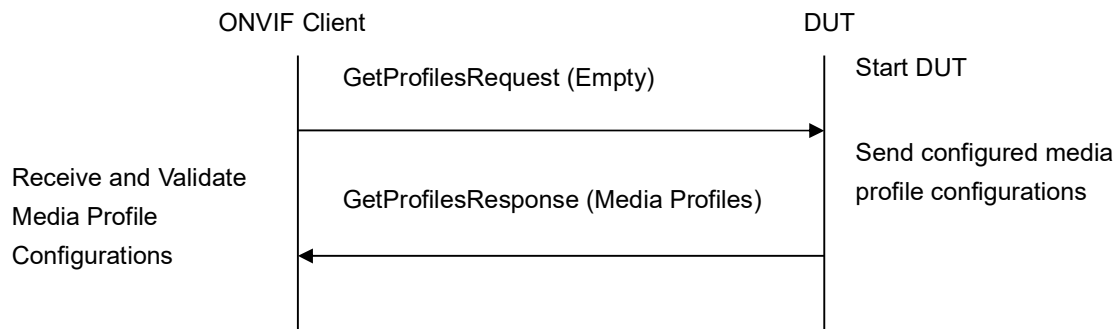 ONVIF Client
DUT
GetProfilesRequest (Empty)
Start DUT
Send configured media
profile configurations
Receive and Validate
Media Profile
Configurations
GetProfilesResponse (Media Profiles)